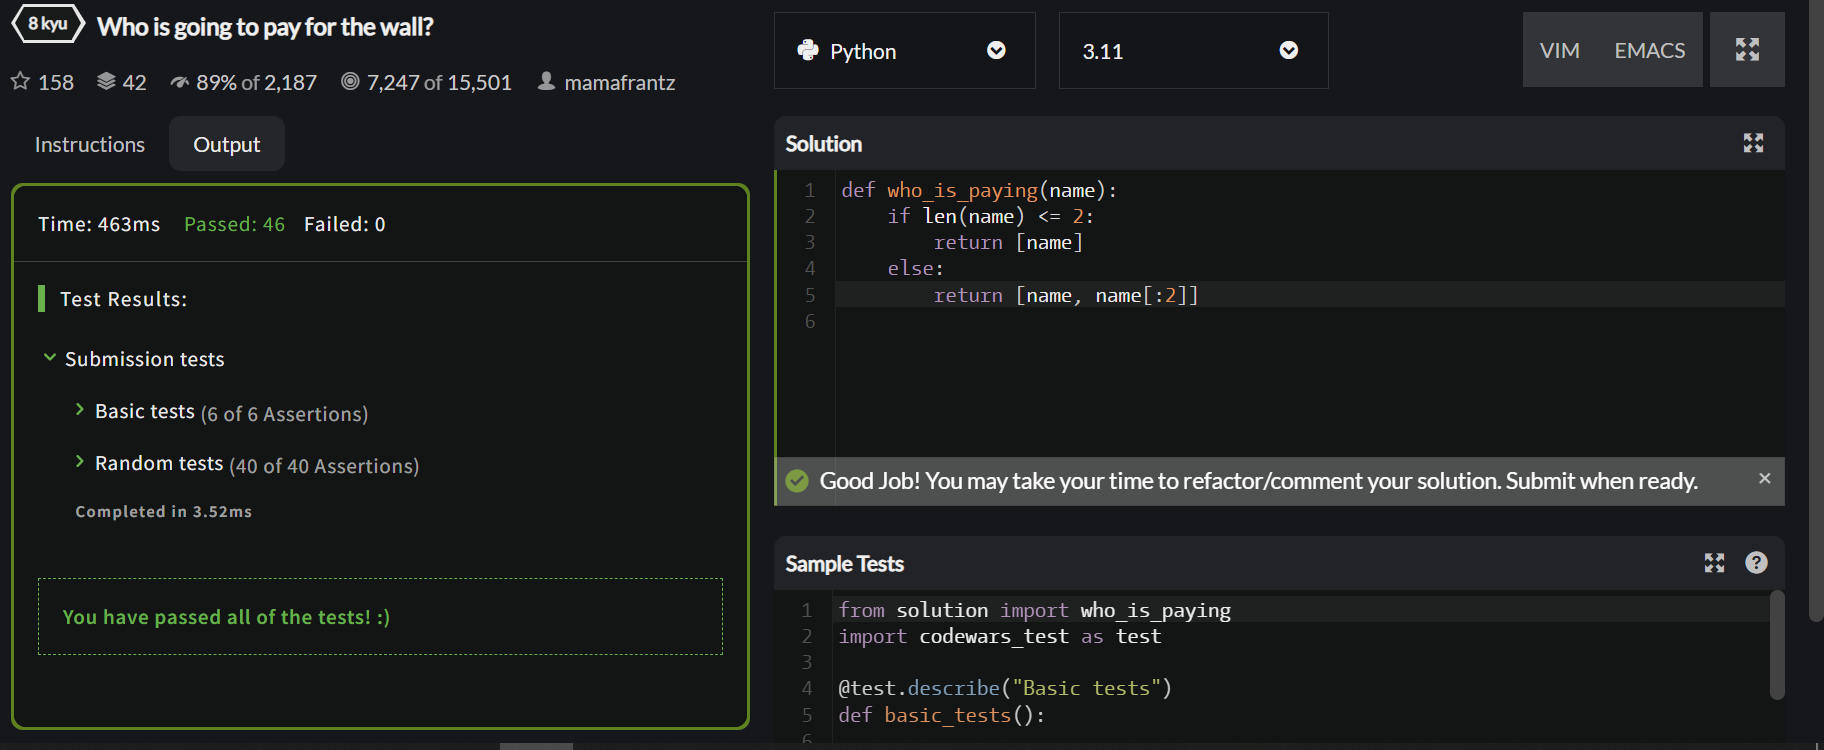 8 kyu Who is going to pay for the wall?
158 42 89% of 2,187 7,247 of 15,501 mamafrantz
Instructions Output
Time: 463ms Passed: 46 Failed: 0
Test Results:
Submission tests
Basic tests (6 of 6 Assertions)
Random tests (40 of 40 Assertions)
Completed in 3.52ms
You have passed all of the tests! :)
Python 3.11 VIM EMACS
Solution
1 def who_is_paying(name):
2     if len(name) <= 2:
3         return [name]
4     else:
5         return [name, name[:2]]
6
Good Job! You may take your time to refactor/comment your solution. Submit when ready. ×
Sample Tests ?
1 from solution import who_is_paying
2 import codewars_test as test
3
4 @test.describe("Basic tests")
5 def basic_tests():
6